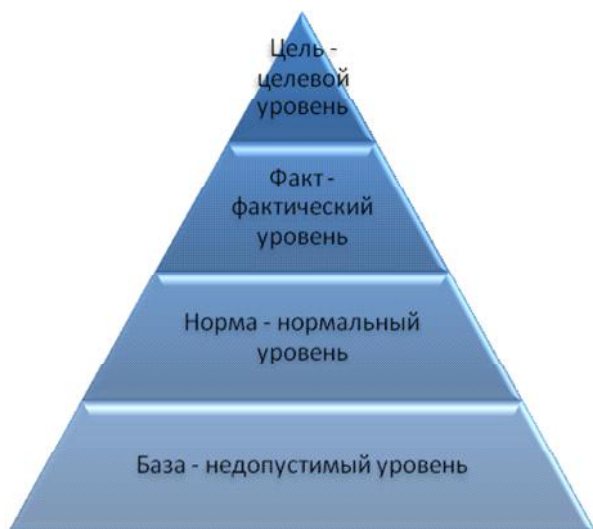 Цель -
целевой
уровень
Факт -
фактический
уровень
Норма - нормальный
уровень
База - недопустимый уровень